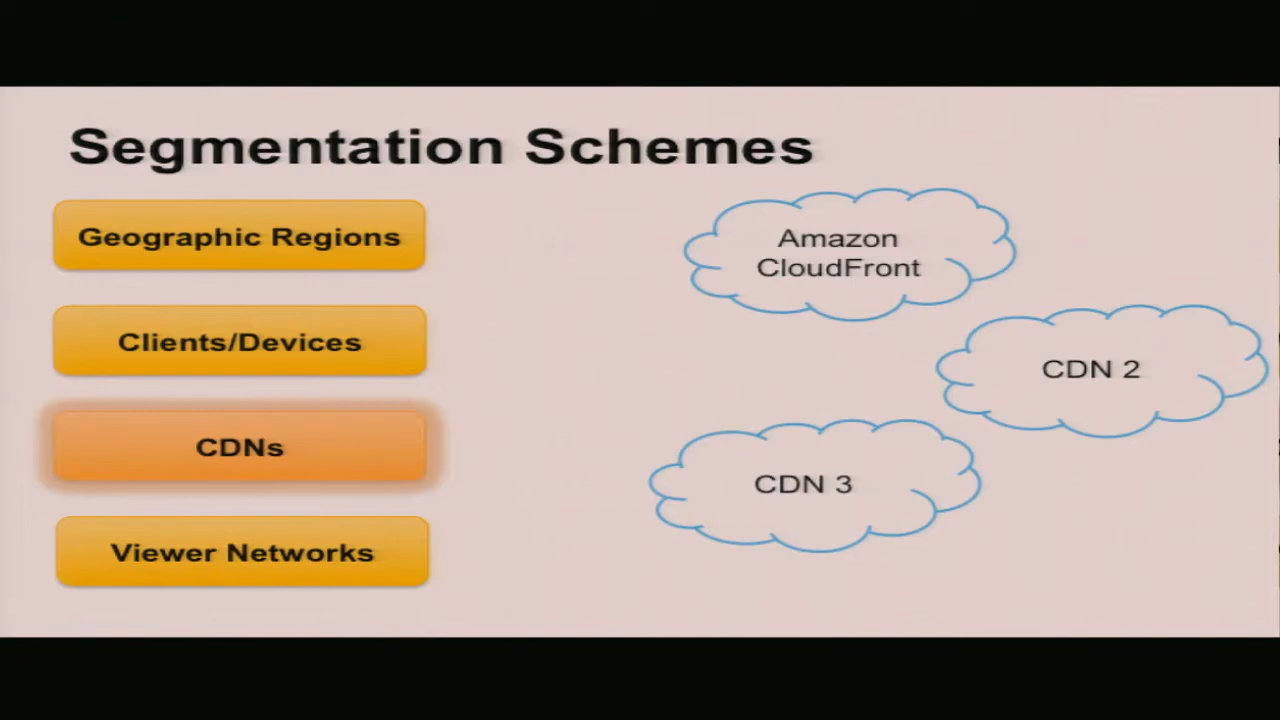 Segmentation Schemes
Geographic Regions
Clients/Devices
CDNs
Viewer Networks
Amazon
CloudFront
CDN 2
CDN 3